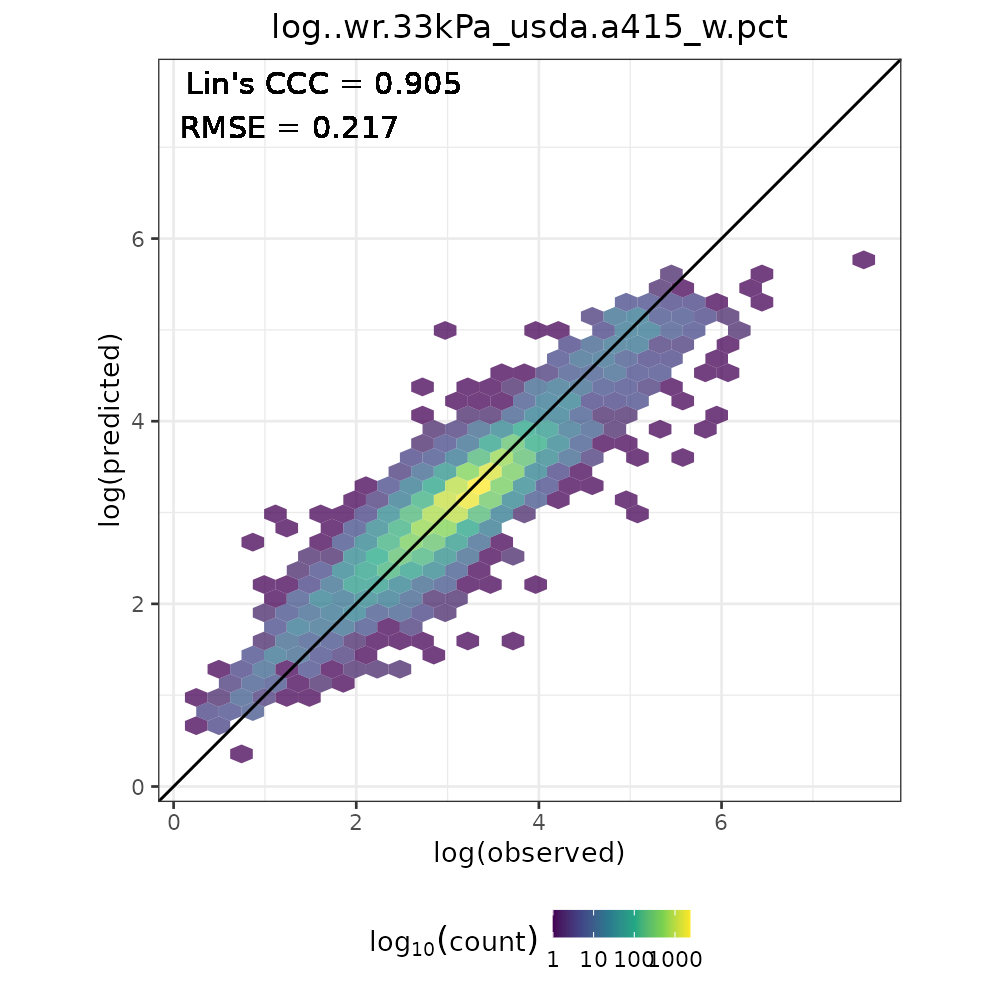 log..wr.33kPa_usda.a415_w.pct
Lin's CCC = 0.905
RMSE = 0.217
6
4
2
0
log(predicted)
0 2 4 6
log(observed)
log10(count)
1 10 100 1000